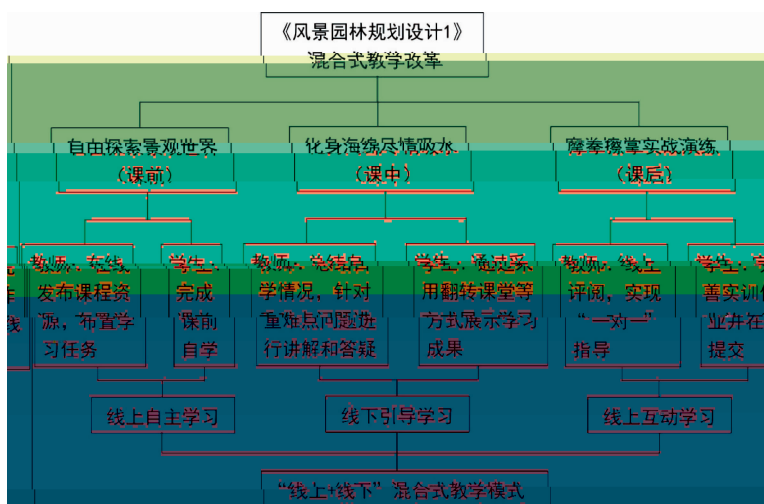 《风景园林规划设计1》
混合式教学改革
自由探索景观世界
（课前）
化身海绵尽情吸水
（课中）
摩拳擦掌实战演练
（课后）
教师：在线
发布课程资
源，布置学
习任务
学生：
完成
课前
自学
教师：总结自
学情况，针对
重难点问题进
行讲解和答疑
学生：通过采
用翻转课堂等
方式展示学习
成果
教师：线上
评阅，实现
“一对一”
指导
学生：完
善实训作
业并在线
提交
线上自主学习
线下引导学习
线上互动学习
“线上+线下”混合式教学模式